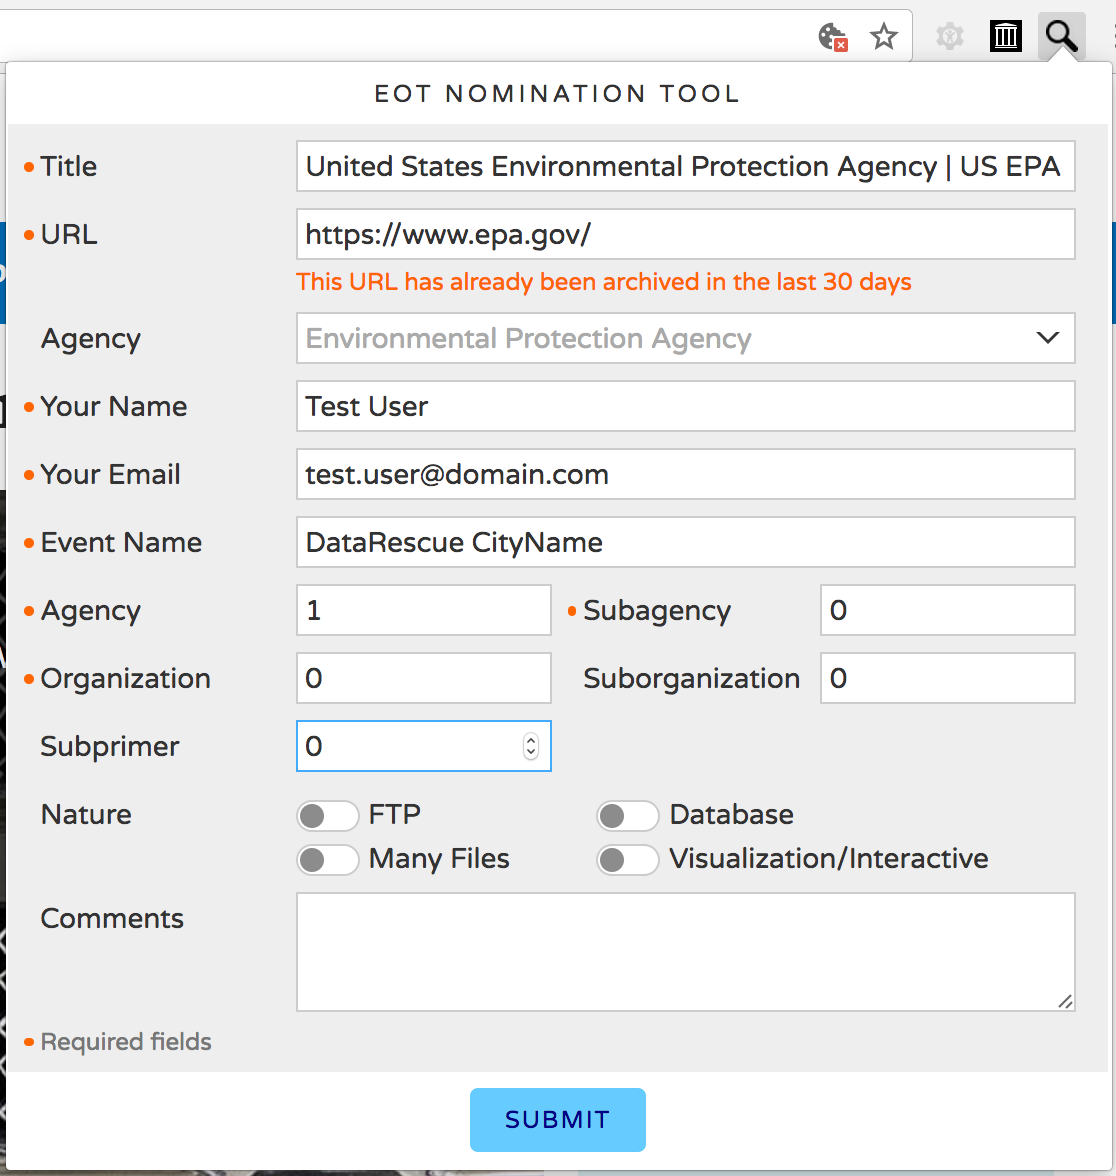 EOT NOMINATION TOOL
Title United States Environmental Protection Agency | US EPA
URL https://www.epa.gov/
This URL has already been archived in the last 30 days
Agency Environmental Protection Agency
Your Name Test User
Your Email test.user@domain.com
Event Name DataRescue CityName
Agency 1 Subagency 0
Organization 0 Suborganization 0
Subprimer 0
Nature FTP Database
Many Files Visualization/Interactive
Comments
Required fields
SUBMIT